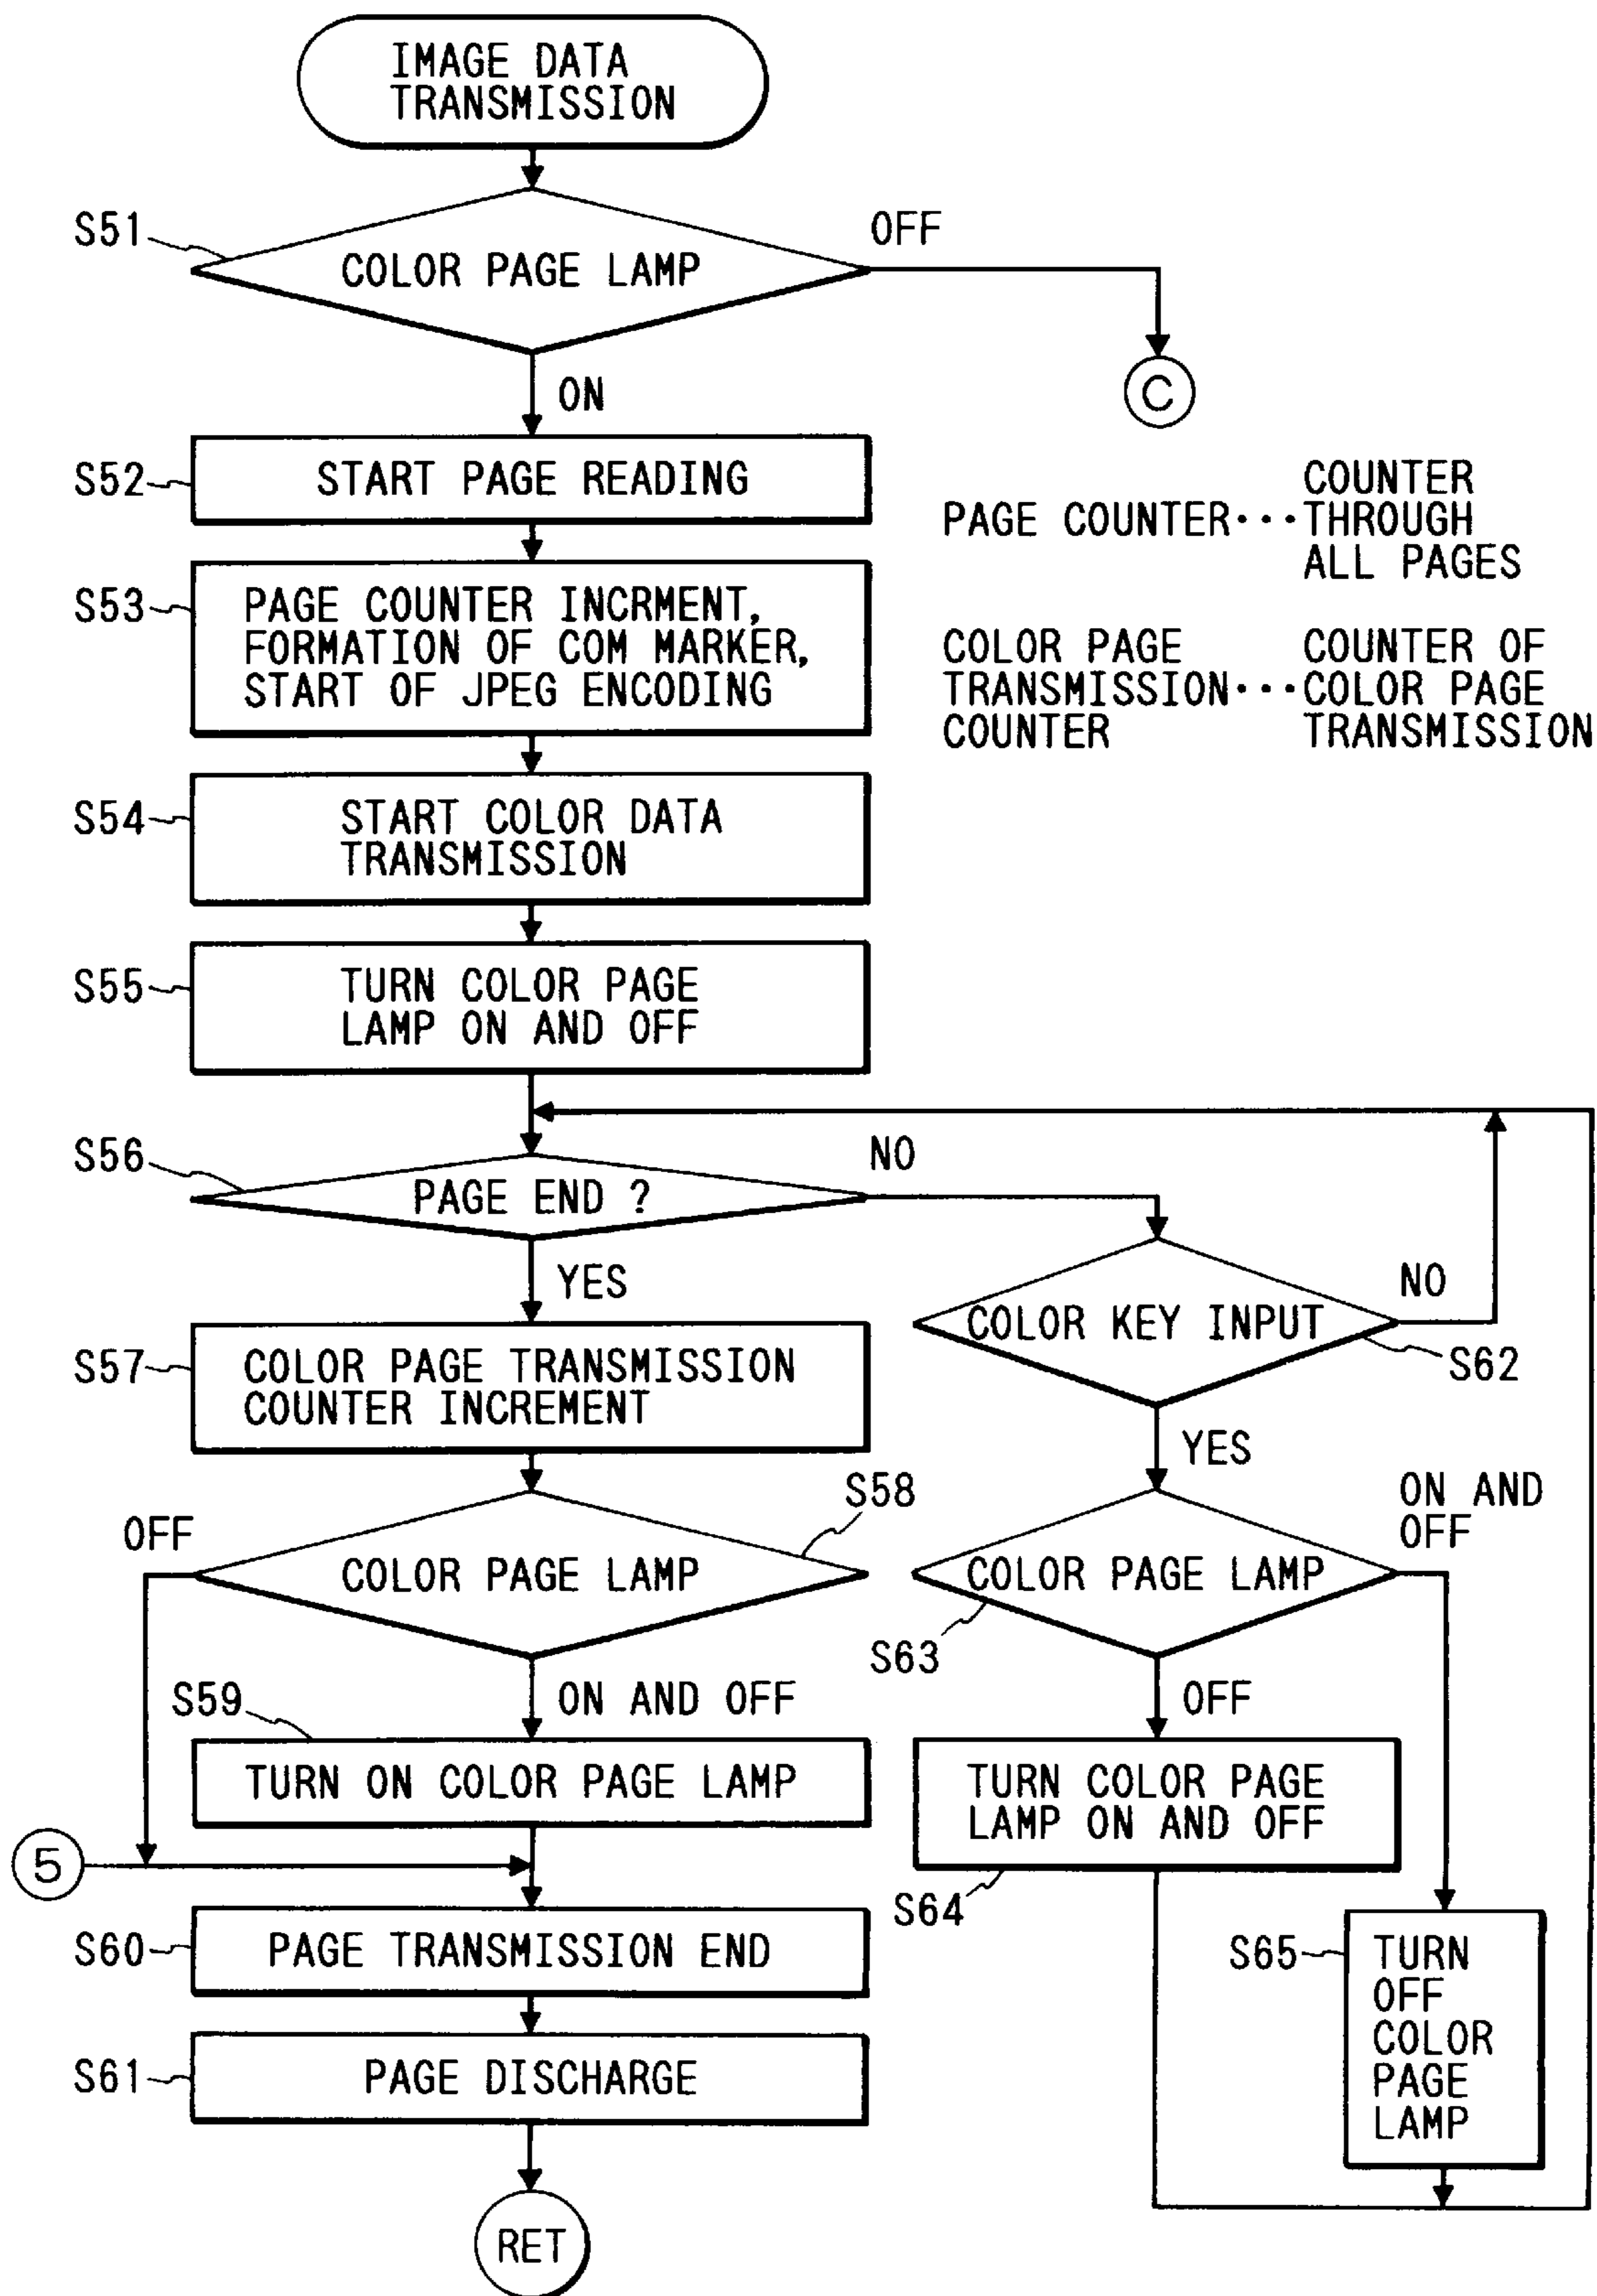 IMAGE DATA
TRANSMISSION
S51
COLOR PAGE LAMP
OFF
ON
C
S52
START PAGE READING
PAGE COUNTER···
COUNTER
THROUGH
ALL PAGES
S53
PAGE COUNTER INCRMENT,
FORMATION OF COM MARKER,
START OF JPEG ENCODING
COLOR PAGE
TRANSMISSION···
COUNTER
COUNTER OF
COLOR PAGE
TRANSMISSION
S54
START COLOR DATA
TRANSMISSION
S55
TURN COLOR PAGE
LAMP ON AND OFF
S56
PAGE END ?
NO
YES
COLOR KEY INPUT
NO
S62
YES
S57
COLOR PAGE TRANSMISSION
COUNTER INCREMENT
S58
OFF
COLOR PAGE LAMP
ON AND OFF
COLOR PAGE LAMP
ON AND
OFF
S63
OFF
S59
TURN ON COLOR PAGE LAMP
TURN COLOR PAGE
LAMP ON AND OFF
S64
5
S60
PAGE TRANSMISSION END
S65
TURN
OFF
COLOR
PAGE
LAMP
S61
PAGE DISCHARGE
RET